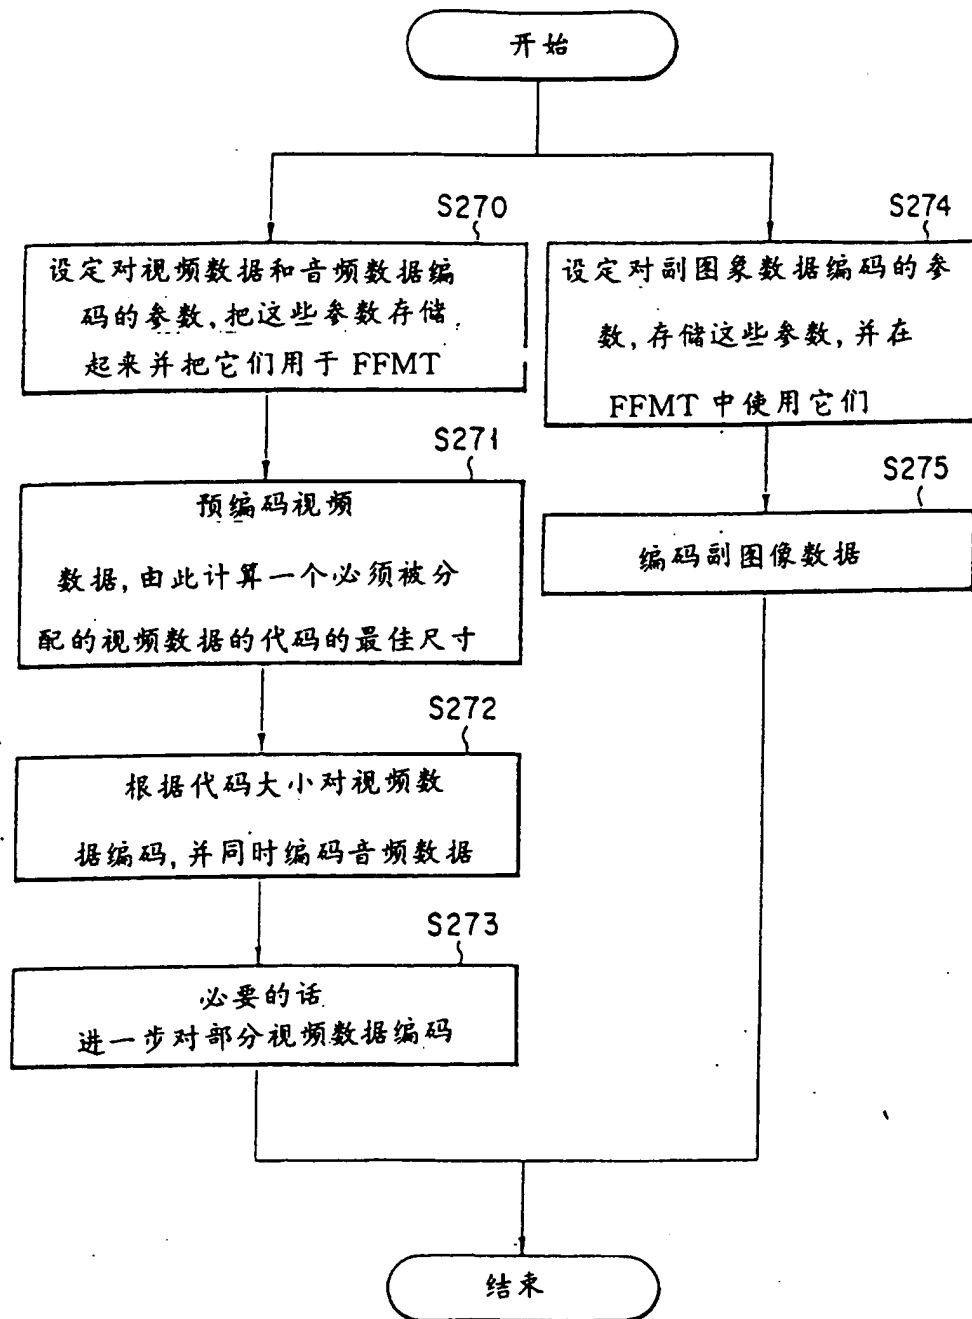 开始
S270
设定对视频数据和音频数据编
码的参数,把这些参数存储
起来并把它们用于 FFMT
S271
预编码视频
数据,由此计算一个必须被分
配的视频数据的代码的最佳尺寸
S272
根据代码大小对视频数
据编码,并同时编码音频数据
S273
必要的话
进一步对部分视频数据编码
S274
设定对副图象数据编码的参
数,存储这些参数,并在
FFMT 中使用它们
S275
编码副图像数据
结束